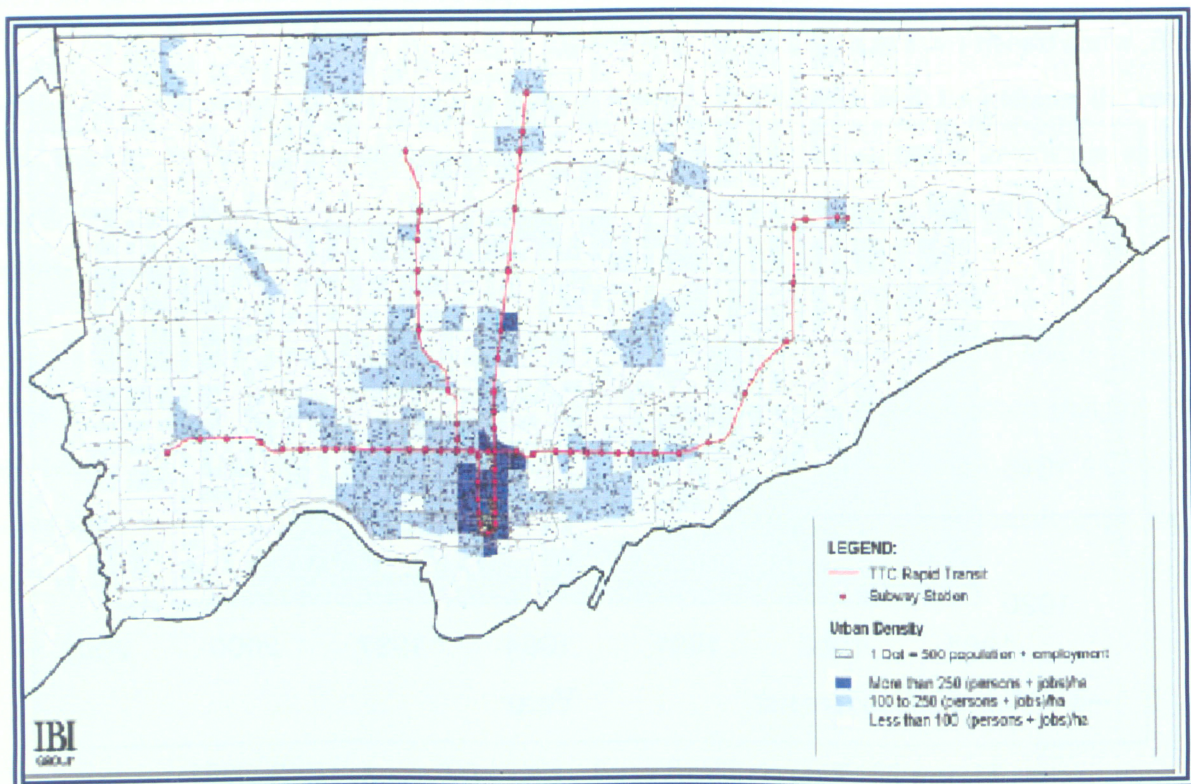 LEGEND:
TTC Rapid Transit
Subway Station
Urban Density
1 Dot = 500 population + employment
More than 250 (persons + jobs)/ha
100 to 250 (persons + jobs)/ha
Less than 100 (persons + jobs)/ha
IBI
GROUP